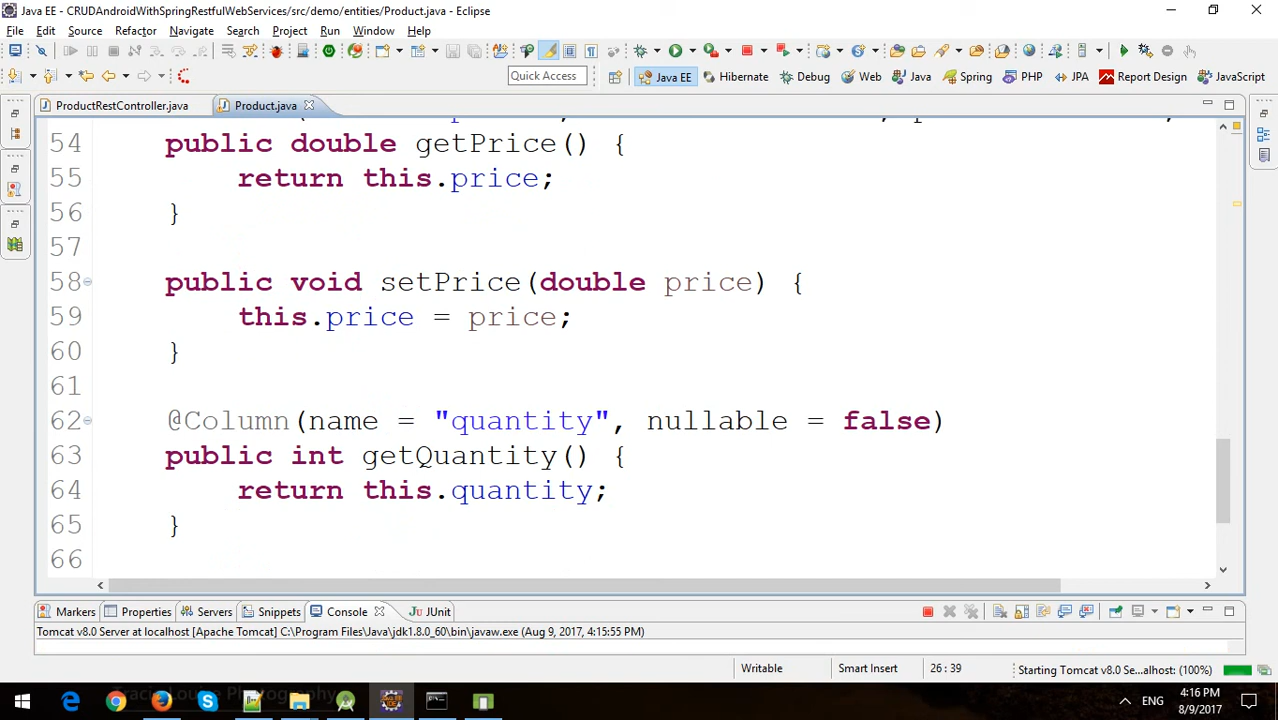 Java EE - CRUDAndroidWithSpringRestfulWebServices/src/demo/entities/Product.java - Eclipse
File Edit Source Refactor Navigate Search Project Run Window Help
Quick Access Java EE Hibernate Debug Web Java Spring PHP JPA Report Design JavaScript
ProductRestController.java Product.java
54 public double getPrice() {
55 return this.price;
56 }
57
58 public void setPrice(double price) {
59 this.price = price;
60 }
61
62 @Column(name = "quantity", nullable = false)
63 public int getQuantity() {
64 return this.quantity;
65 }
66
Markers Properties Servers Snippets Console JUnit
Tomcat v8.0 Server at localhost [Apache Tomcat] C:\Program Files\Java\jdk1.8.0_60\bin\javaw.exe (Aug 9, 2017, 4:15:55 PM)
Writable Smart Insert 26 : 39 Starting Tomcat v8.0 Se...alhost: (100%)
ENG 4:16 PM
8/9/2017